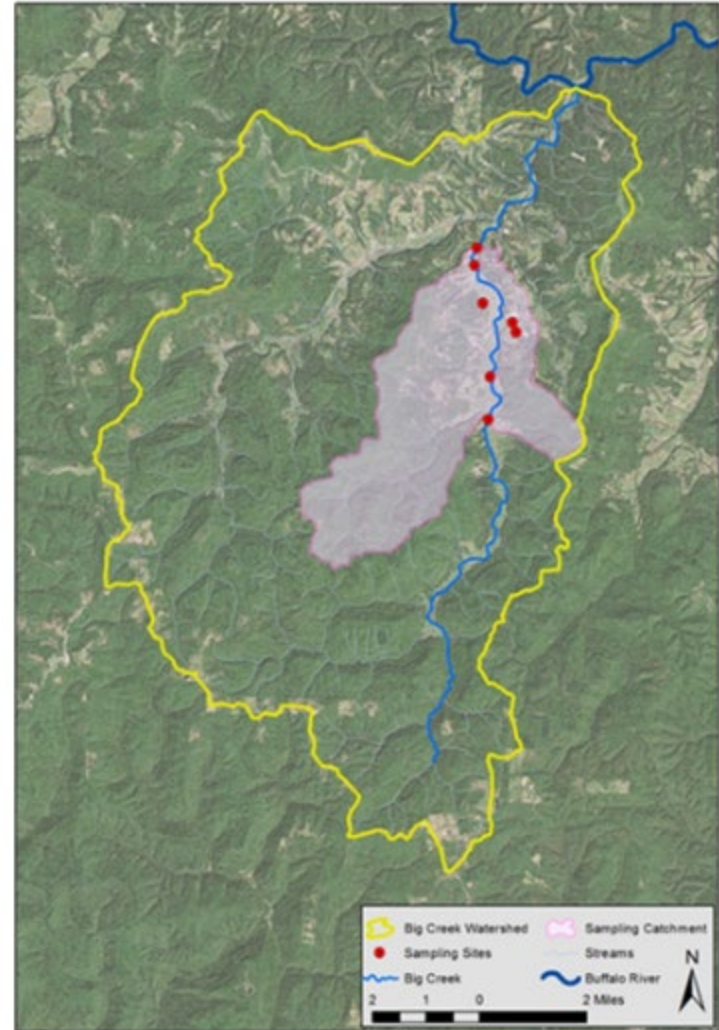 Big Creek Watershed
Sampling Catchment
Sampling Sites
Streams
Big Creek
Buffalo River
N
2 1 0 2 Miles